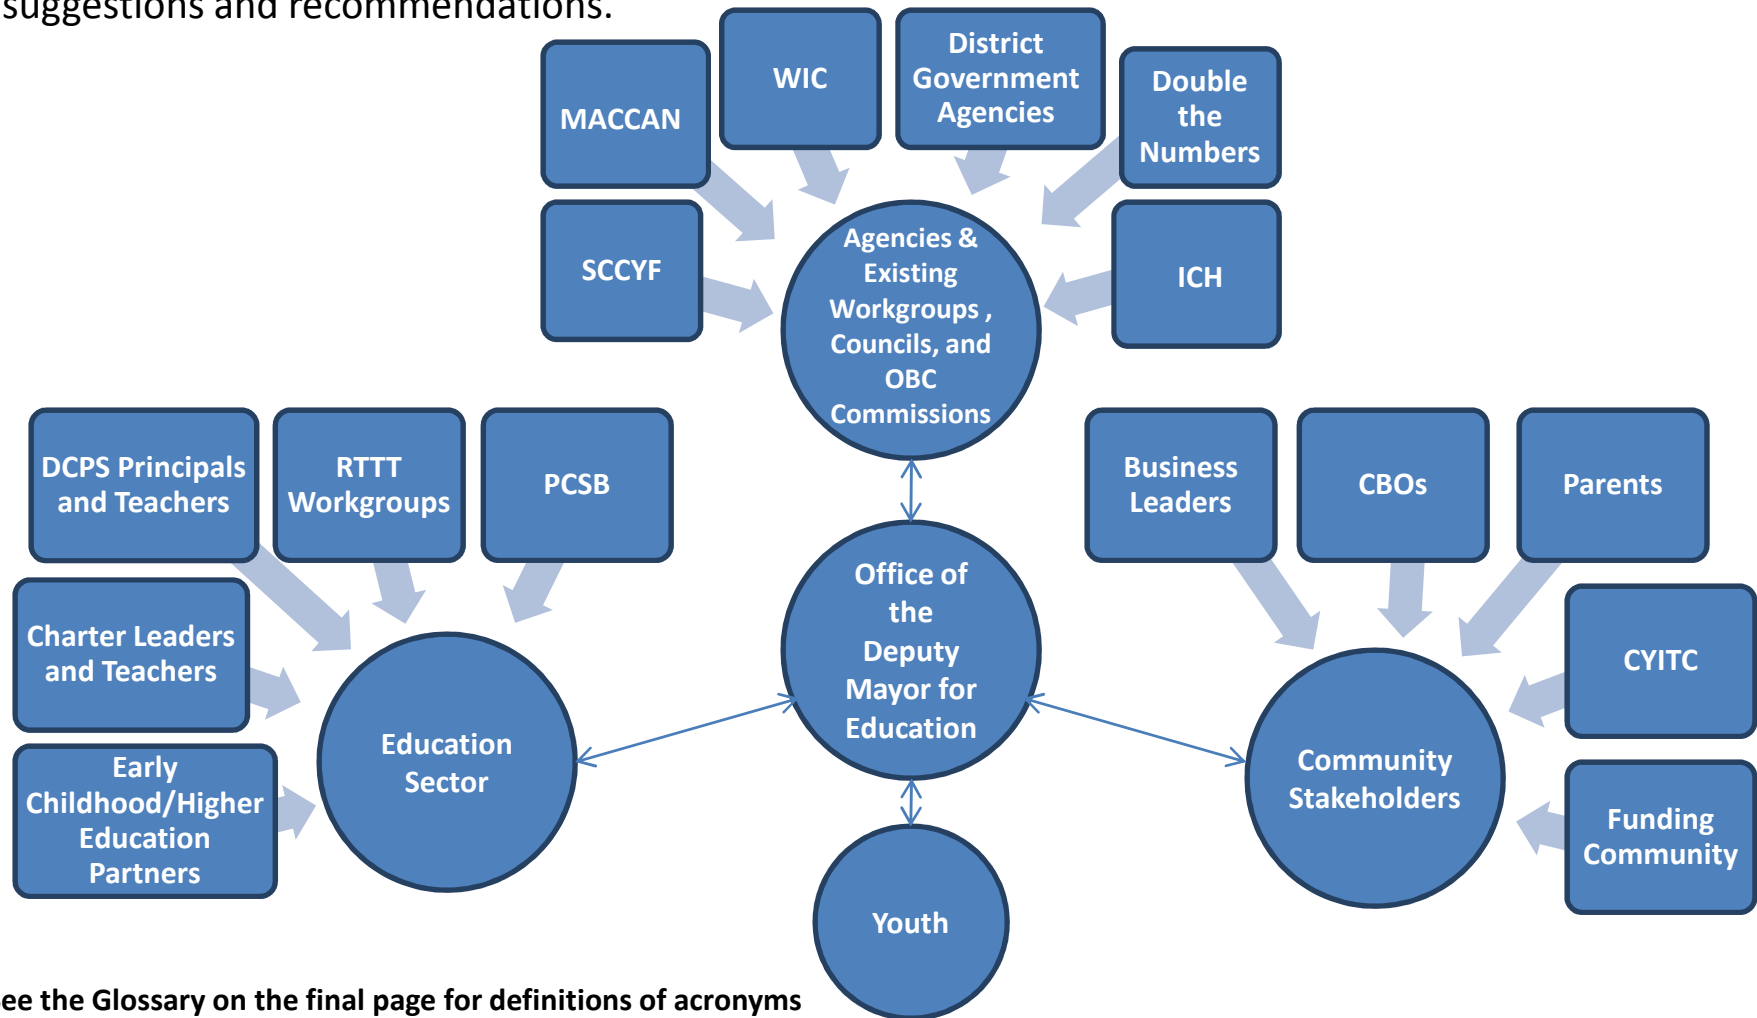 suggestions and recommendations.
MACCAN
WIC
District
Government
Agencies
Double
the
Numbers
SCCYF
ICH
Agencies &
Existing
Workgroups ,
Councils, and
OBC
Commissions
DCPS Principals
and Teachers
RTTT
Workgroups
PCSB
Charter Leaders
and Teachers
Early
Childhood/Higher
Education
Partners
Education
Sector
Office of
the
Deputy
Mayor for
Education
Business
Leaders
CBOs
Parents
CYITC
Funding
Community
Community
Stakeholders
Youth
ee the Glossary on the final page for definitions of acronyms